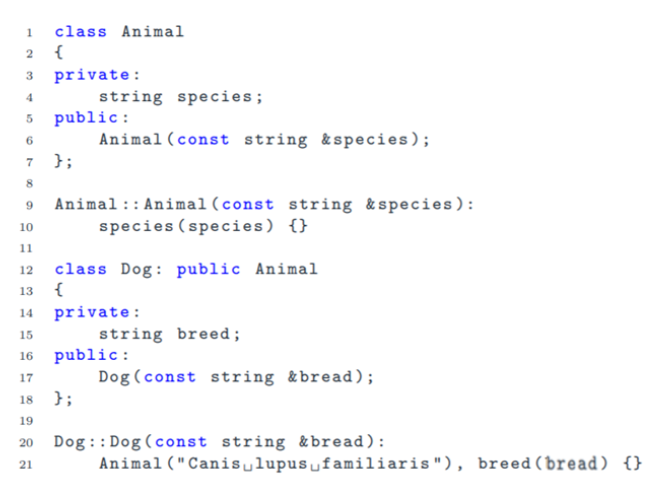 1 class Animal
2 {
3 private:
4     string species;
5 public:
6     Animal(const string &species);
7 };
8
9 Animal::Animal(const string &species):
10     species(species) {}
11
12 class Dog: public Animal
13 {
14 private:
15     string breed;
16 public:
17     Dog(const string &bread);
18 };
19
20 Dog::Dog(const string &bread):
21     Animal("Canis␣lupus␣familiaris"), breed(bread) {}